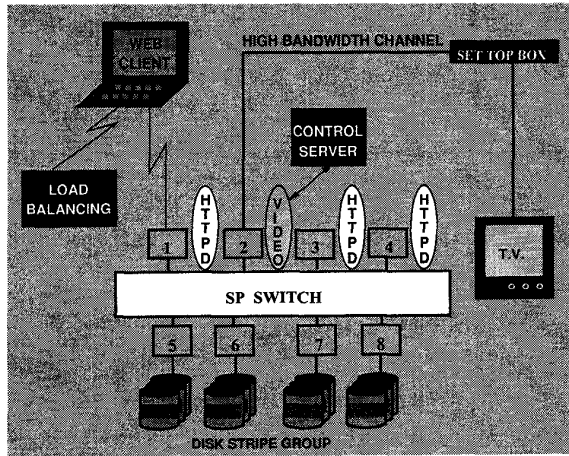 WEB
CLIENT
HIGH BANDWIDTH CHANNEL
SET TOP BOX
CONTROL
SERVER
LOAD
BALANCING
HTTPD
VIDEO
HTTPD
HTTPD
1
2
3
4
T.V.
SP SWITCH
5
6
7
8
DISK STRIPE GROUP